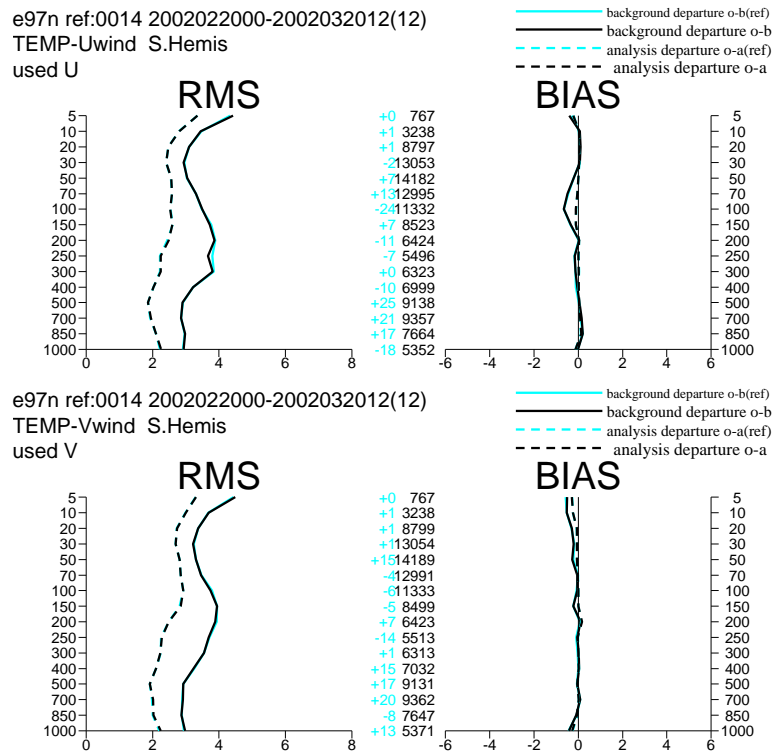 e97n ref:0014 2002022000-2002032012(12)
TEMP-Uwind S.Hemis
used U
background departure o-b(ref)
background departure o-b
analysis departure o-a(ref)
analysis departure o-a
RMS
BIAS
5 +0 767 5
10 +1 3238 10
20 +1 8797 20
30 -2 13053 30
50 +7 14182 50
70 +13 12995 70
100 -24 11332 100
150 +7 8523 150
200 -11 6424 200
250 -7 5496 250
300 +0 6323 300
400 -10 6999 400
500 +25 9138 500
700 +21 9357 700
850 +17 7664 850
1000 -18 5352 1000
0 2 4 6 8 -6 -4 -2 0 2 4 6
e97n ref:0014 2002022000-2002032012(12)
TEMP-Vwind S.Hemis
used V
background departure o-b(ref)
background departure o-b
analysis departure o-a(ref)
analysis departure o-a
RMS
BIAS
5 +0 767 5
10 +1 3238 10
20 +1 8799 20
30 +1 13054 30
50 +15 14189 50
70 -4 12991 70
100 -6 11333 100
150 -5 8499 150
200 +7 6423 200
250 -14 5513 250
300 +1 6313 300
400 +15 7032 400
500 +17 9131 500
700 +20 9362 700
850 -8 7647 850
1000 +13 5371 1000
0 2 4 6 8 -6 -4 -2 0 2 4 6